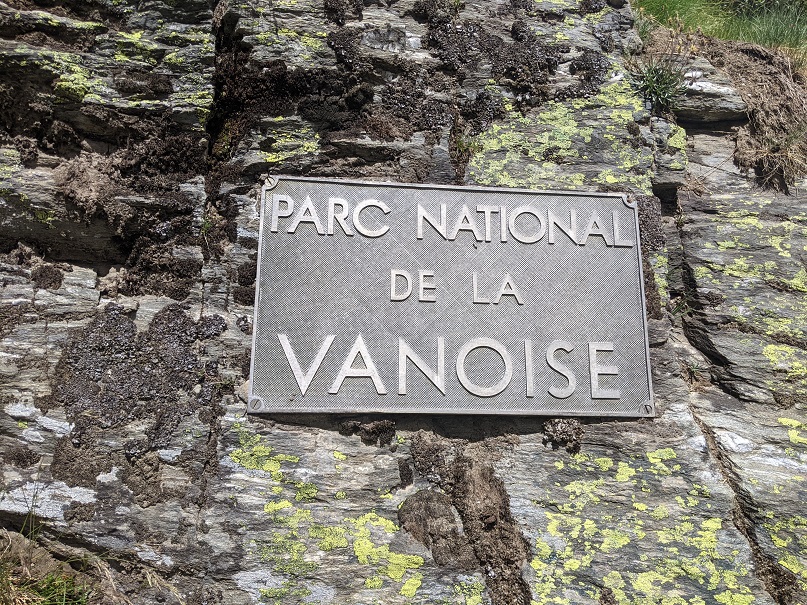 PARC NATIONAL
DE LA
VANOISE